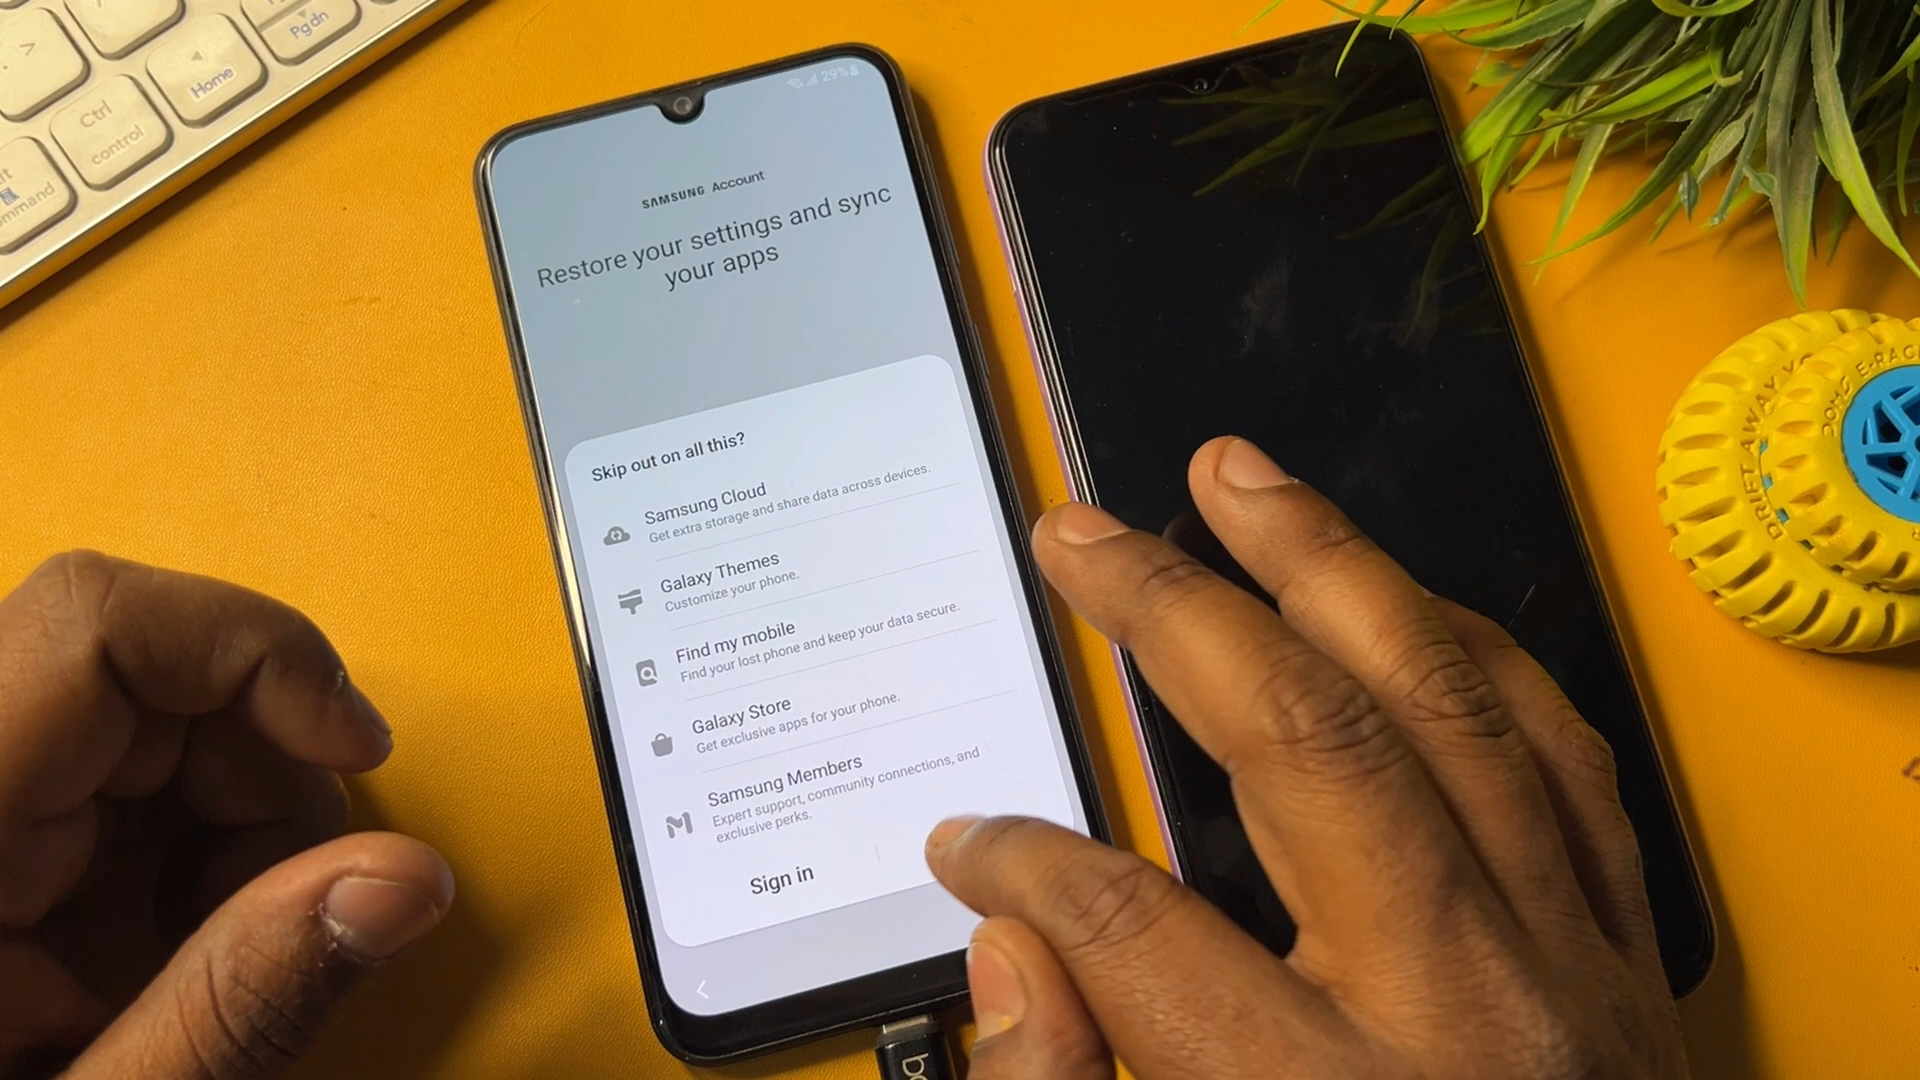 Pgdn
Home
Ctrl
control
29%
SAMSUNG Account
Restore your settings and sync
your apps
Skip out on all this?
Samsung Cloud
Get extra storage and share data across devices.
Galaxy Themes
Customize your phone.
Find my mobile
Find your lost phone and keep your data secure.
Galaxy Store
Get exclusive apps for your phone.
Samsung Members
Expert support, community connections, and
exclusive perks.
Sign in
DRIFT AWAY